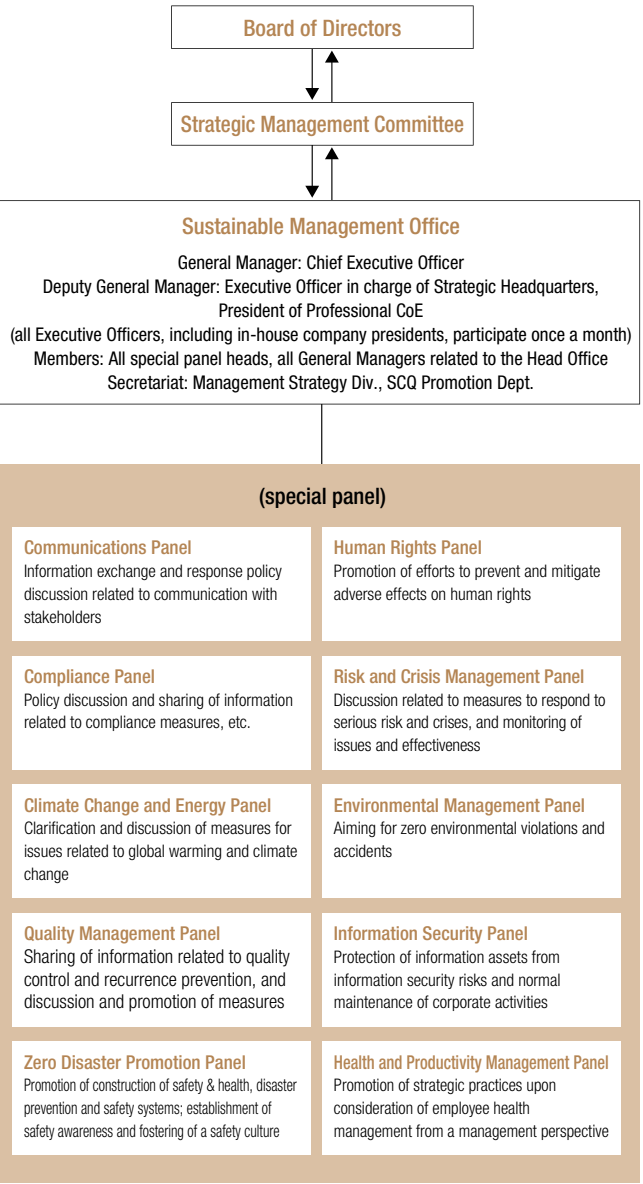 Board of Directors
Strategic Management Committee
Sustainable Management Office
General Manager: Chief Executive Officer
Deputy General Manager: Executive Officer in charge of Strategic Headquarters,
President of Professional CoE
(all Executive Officers, including in-house company presidents, participate once a month)
Members: All special panel heads, all General Managers related to the Head Office
Secretariat: Management Strategy Div., SCQ Promotion Dept.
(special panel)
Communications Panel
Information exchange and response policy
discussion related to communication with
stakeholders
Human Rights Panel
Promotion of efforts to prevent and mitigate
adverse effects on human rights
Compliance Panel
Policy discussion and sharing of information
related to compliance measures, etc.
Risk and Crisis Management Panel
Discussion related to measures to respond to
serious risk and crises, and monitoring of
issues and effectiveness
Climate Change and Energy Panel
Clarification and discussion of measures for
issues related to global warming and climate
change
Environmental Management Panel
Aiming for zero environmental violations and
accidents
Quality Management Panel
Sharing of information related to quality
control and recurrence prevention, and
discussion and promotion of measures
Information Security Panel
Protection of information assets from
information security risks and normal
maintenance of corporate activities
Zero Disaster Promotion Panel
Promotion of construction of safety & health, disaster
prevention and safety systems; establishment of
safety awareness and fostering of a safety culture
Health and Productivity Management Panel
Promotion of strategic practices upon
consideration of employee health
management from a management perspective